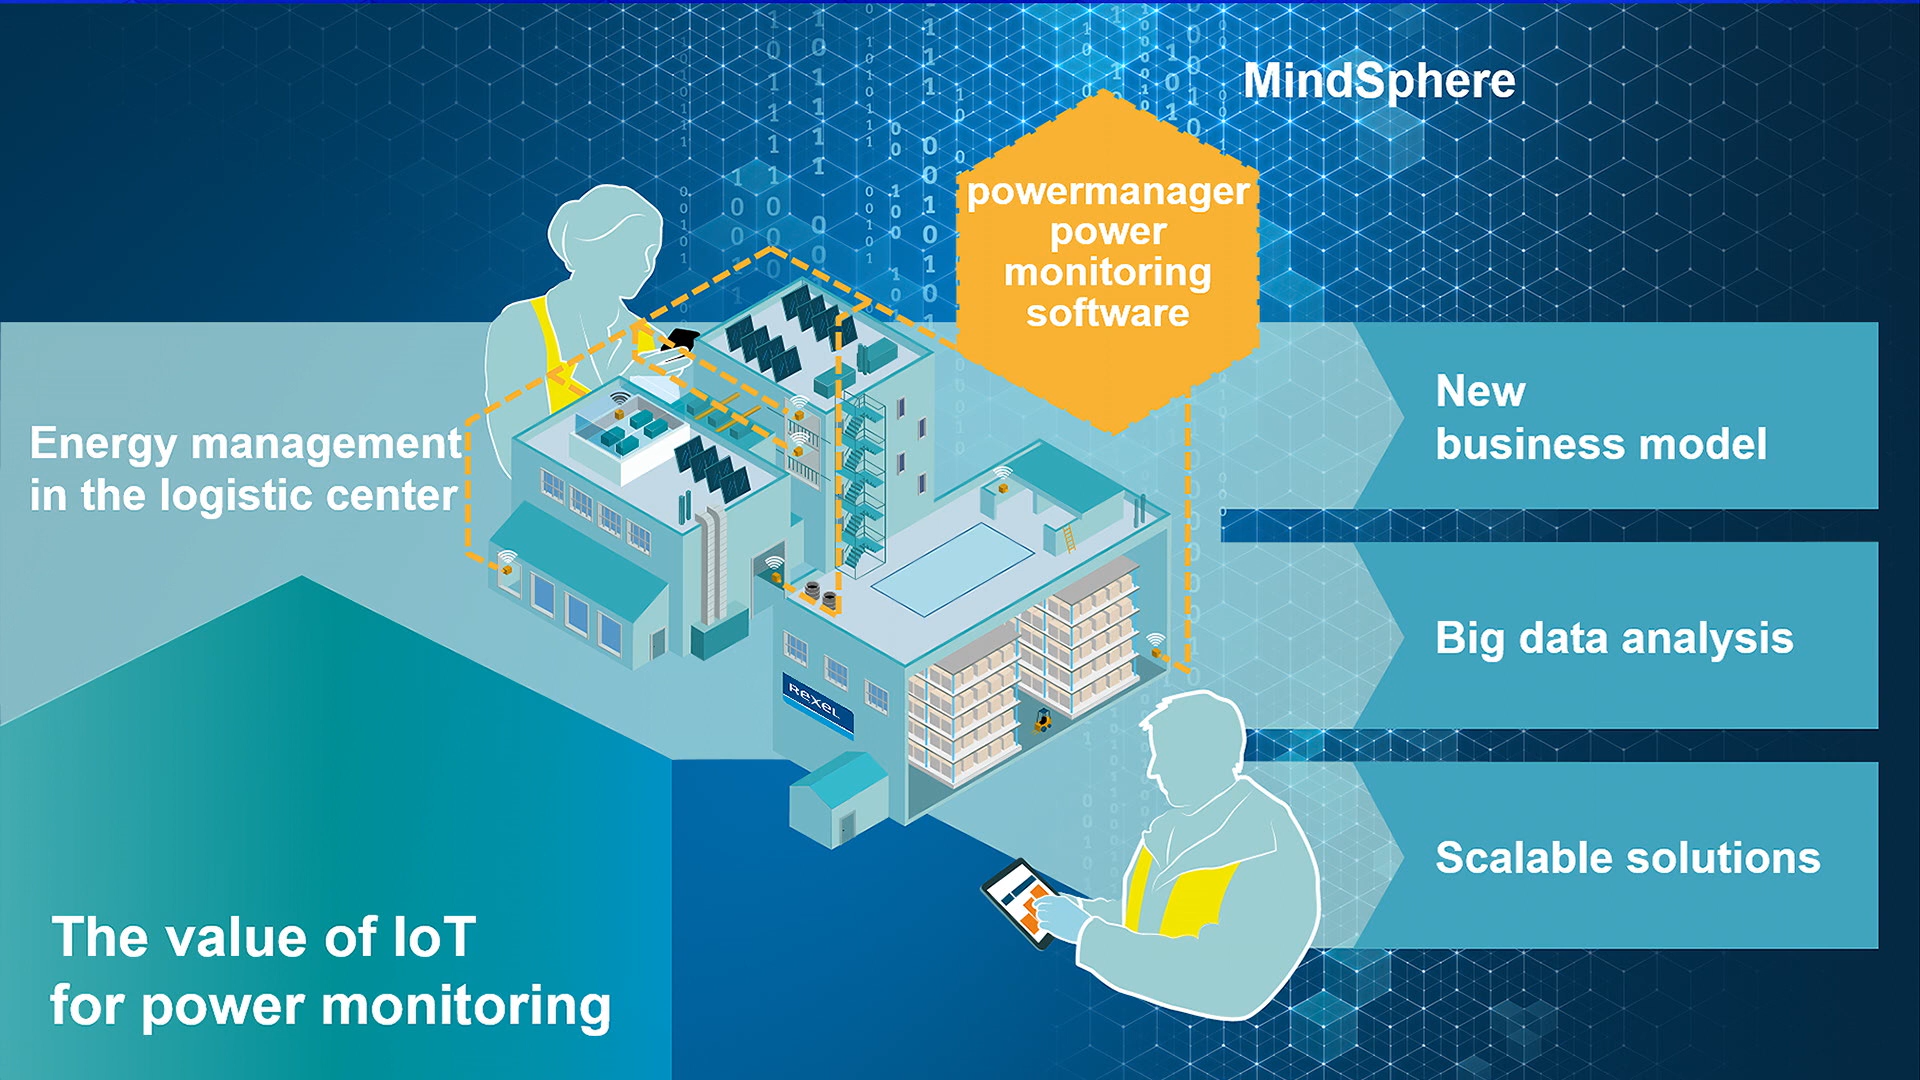 MindSphere
powermanager
power
monitoring
software
Energy management
in the logistic center
New
business model
Big data analysis
Scalable solutions
REXEL
The value of IoT
for power monitoring